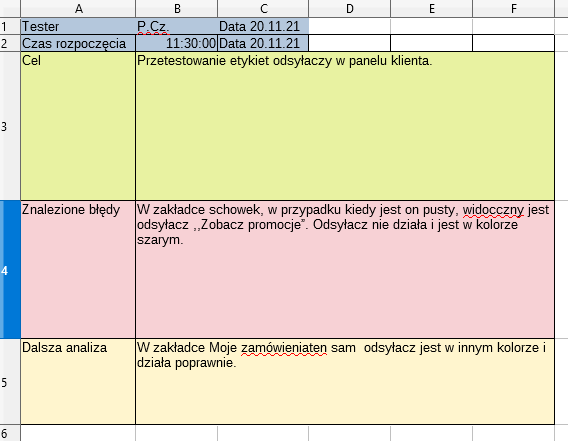 A B C D E F
1 Tester P.Cz. Data 20.11.21
2 Czas rozpoczęcia 11:30:00 Data 20.11.21
Cel Przetestowanie etykiet odsyłaczy w panelu klienta.
3
Znalezione błędy W zakładce schowek, w przypadku kiedy jest on pusty, widocczny jest
odsyłacz ,,Zobacz promocje”. Odsyłacz nie działa i jest w kolorze
szarym.
4
Dalsza analiza W zakładce Moje zamówieniaten sam  odsyłacz jest w innym kolorze i
działa poprawnie.
5
6